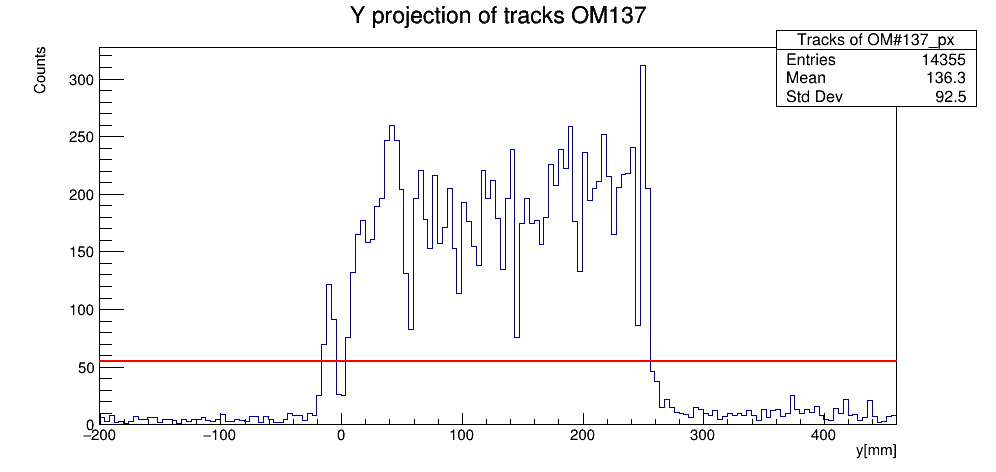 Y projection of tracks OM137
Tracks of OM#137_px
Entries 14355
Mean 136.3
Std Dev 92.5
Counts
300
250
200
150
100
50
0
−200 −100 0 100 200 300 400
y[mm]